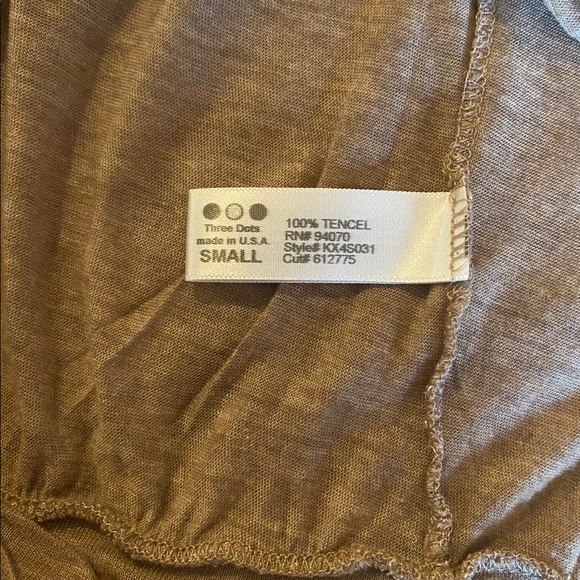 Three Dots
made in U.S.A.
SMALL
100% TENCEL
RN# 94070
Style# KX4S031
Cut# 612775